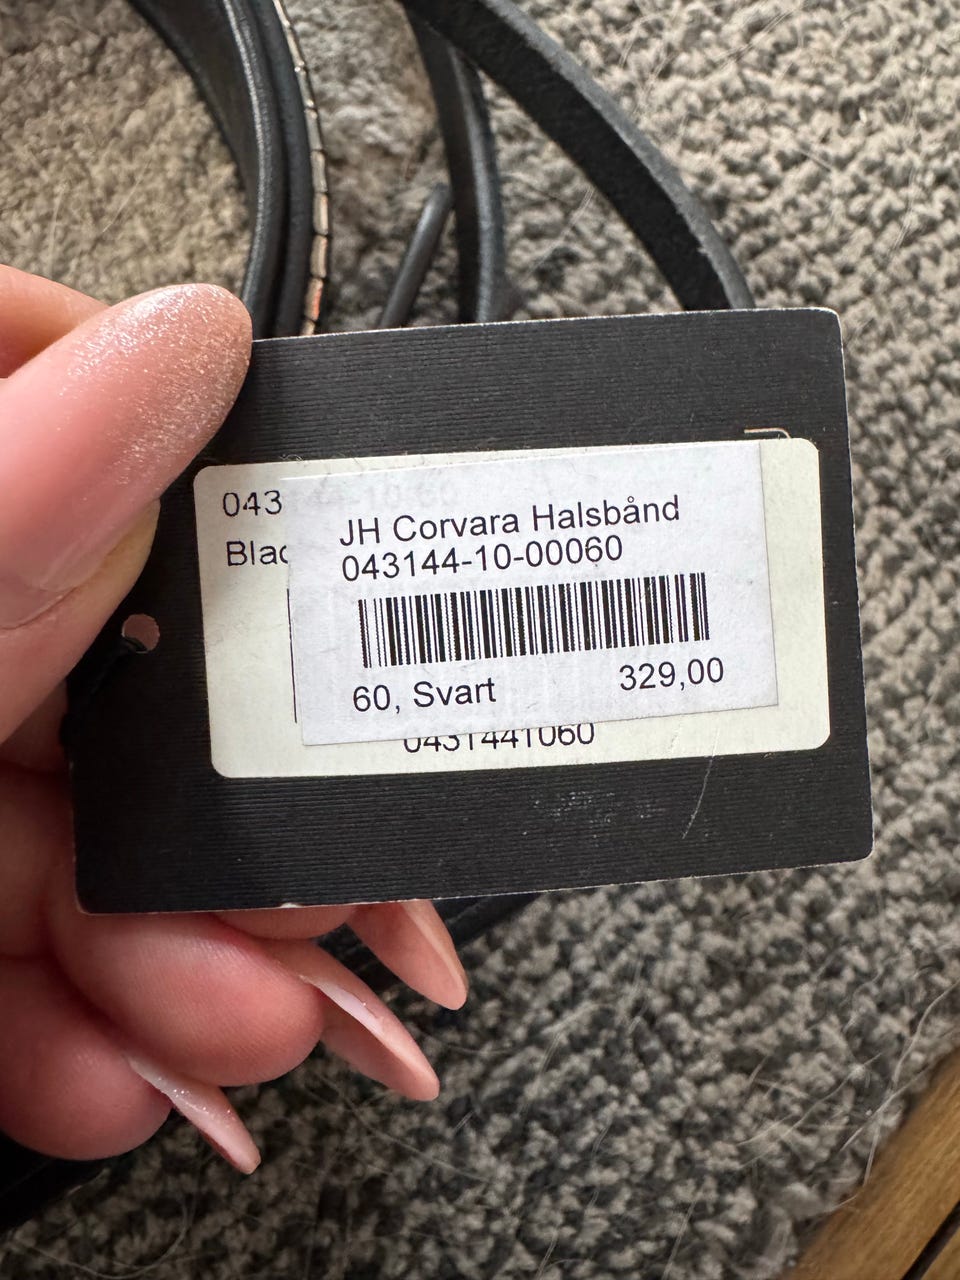 043
Blac
JH Corvara Halsbånd
043144-10-00060
60, Svart 329,00
0431441060